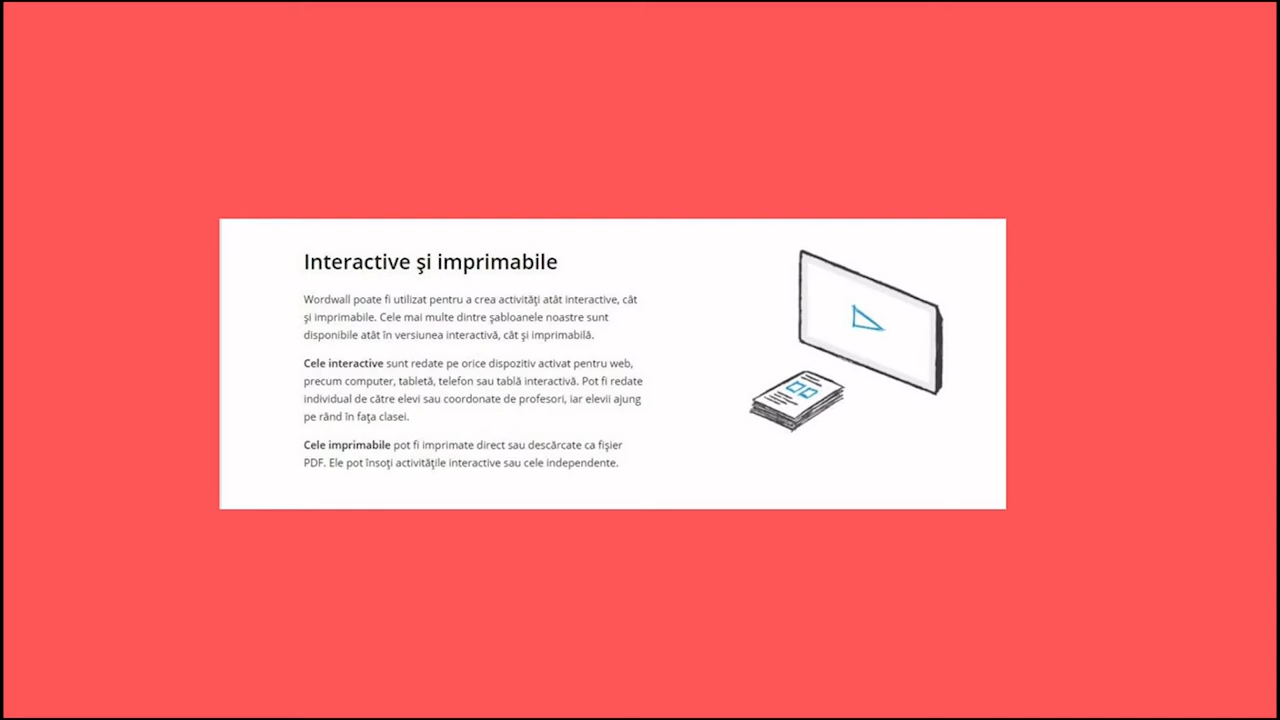 Interactive şi imprimabile
Wordwall poate fi utilizat pentru a crea activităţi atât interactive, cât
şi imprimabile. Cele mai multe dintre şabloanele noastre sunt
disponibile atât în versiunea interactivă, cât şi imprimabilă.
Cele interactive sunt redate pe orice dispozitiv activat pentru web,
precum computer, tabletă, telefon sau tablă interactivă. Pot fi redate
individual de către elevi sau coordonate de profesori, iar elevii ajung
pe rând în faţa clasei.
Cele imprimabile pot fi imprimate direct sau descărcate ca fişier
PDF. Ele pot însoţi activităţile interactive sau cele independente.